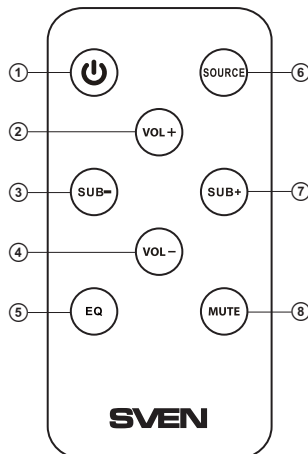 ① SOURCE ⑥
② VOL+
③ SUB− SUB+ ⑦
④ VOL−
⑤ EQ MUTE ⑧
SVEN